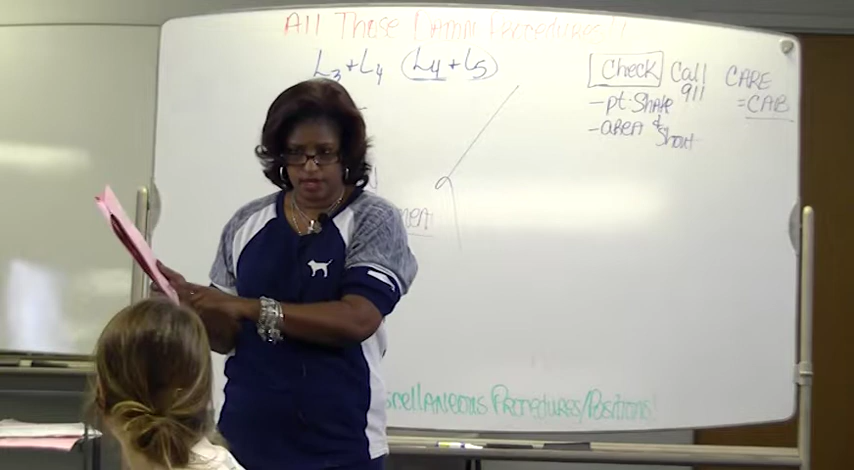 All Those Latin Procedures!!
L3 + L4 (L4 + L5)
Check Call 911 CARE
- pt. Shake & Shout = CAB
- area
scellaneous Procedures/Positions!